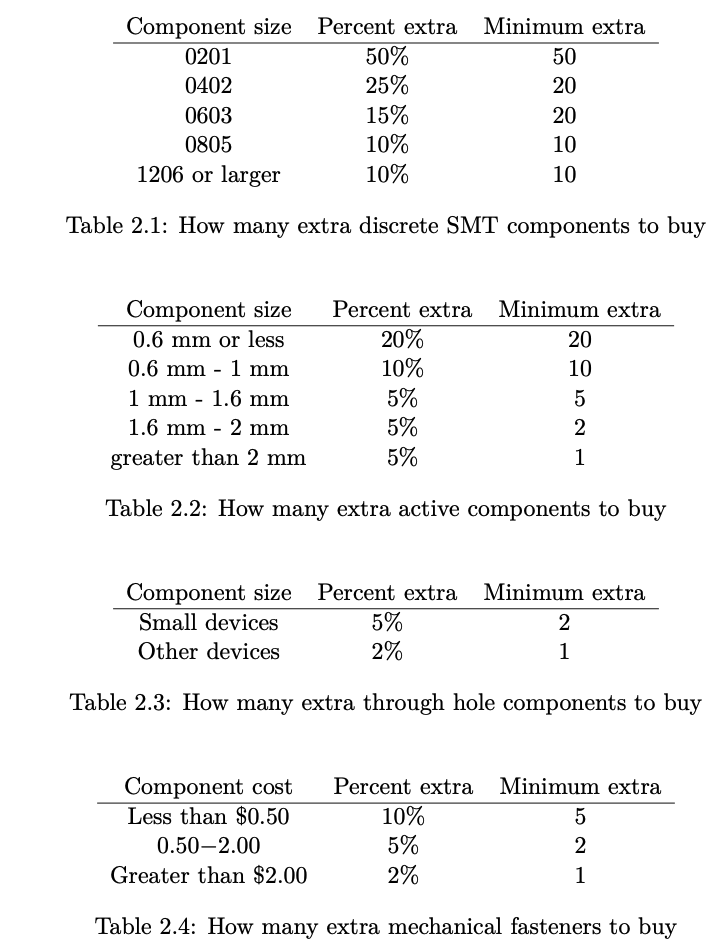 Component size Percent extra Minimum extra
0201 50% 50
0402 25% 20
0603 15% 20
0805 10% 10
1206 or larger 10% 10
Table 2.1: How many extra discrete SMT components to buy
Component size Percent extra Minimum extra
0.6 mm or less 20% 20
0.6 mm - 1 mm 10% 10
1 mm - 1.6 mm 5% 5
1.6 mm - 2 mm 5% 2
greater than 2 mm 5% 1
Table 2.2: How many extra active components to buy
Component size Percent extra Minimum extra
Small devices 5% 2
Other devices 2% 1
Table 2.3: How many extra through hole components to buy
Component cost Percent extra Minimum extra
Less than $0.50 10% 5
0.50−2.00 5% 2
Greater than $2.00 2% 1
Table 2.4: How many extra mechanical fasteners to buy